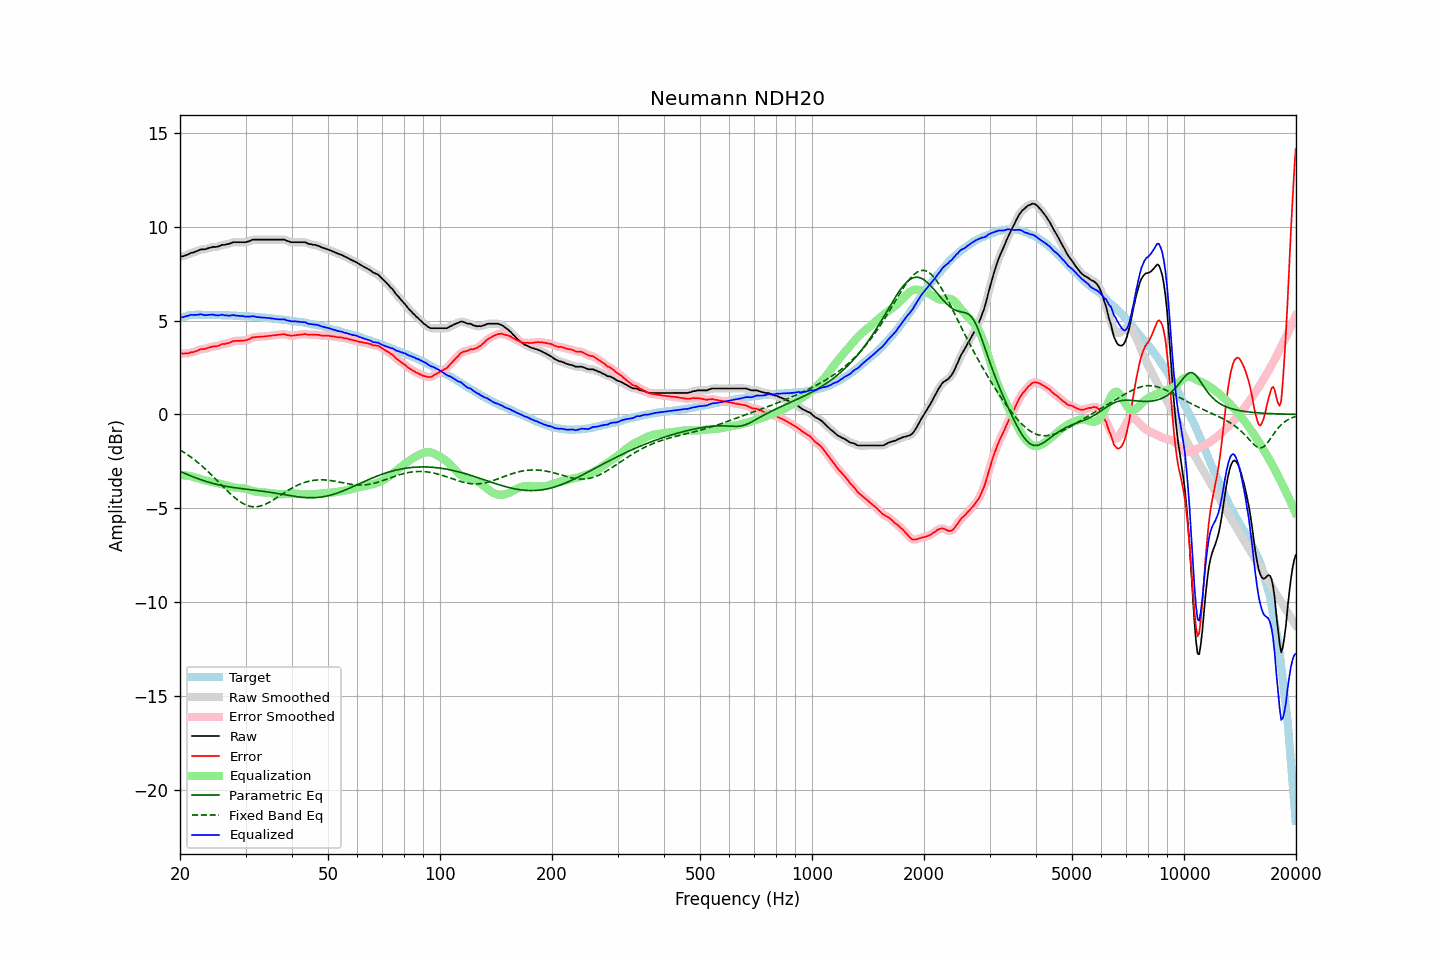 Neumann NDH20
15
10
5
0
−5
−10
−15
−20
Amplitude (dBr)
Target
Raw Smoothed
Error Smoothed
Raw
Error
Equalization
Parametric Eq
Fixed Band Eq
Equalized
20 50 100 200 500 1000 2000 5000 10000 20000
Frequency (Hz)